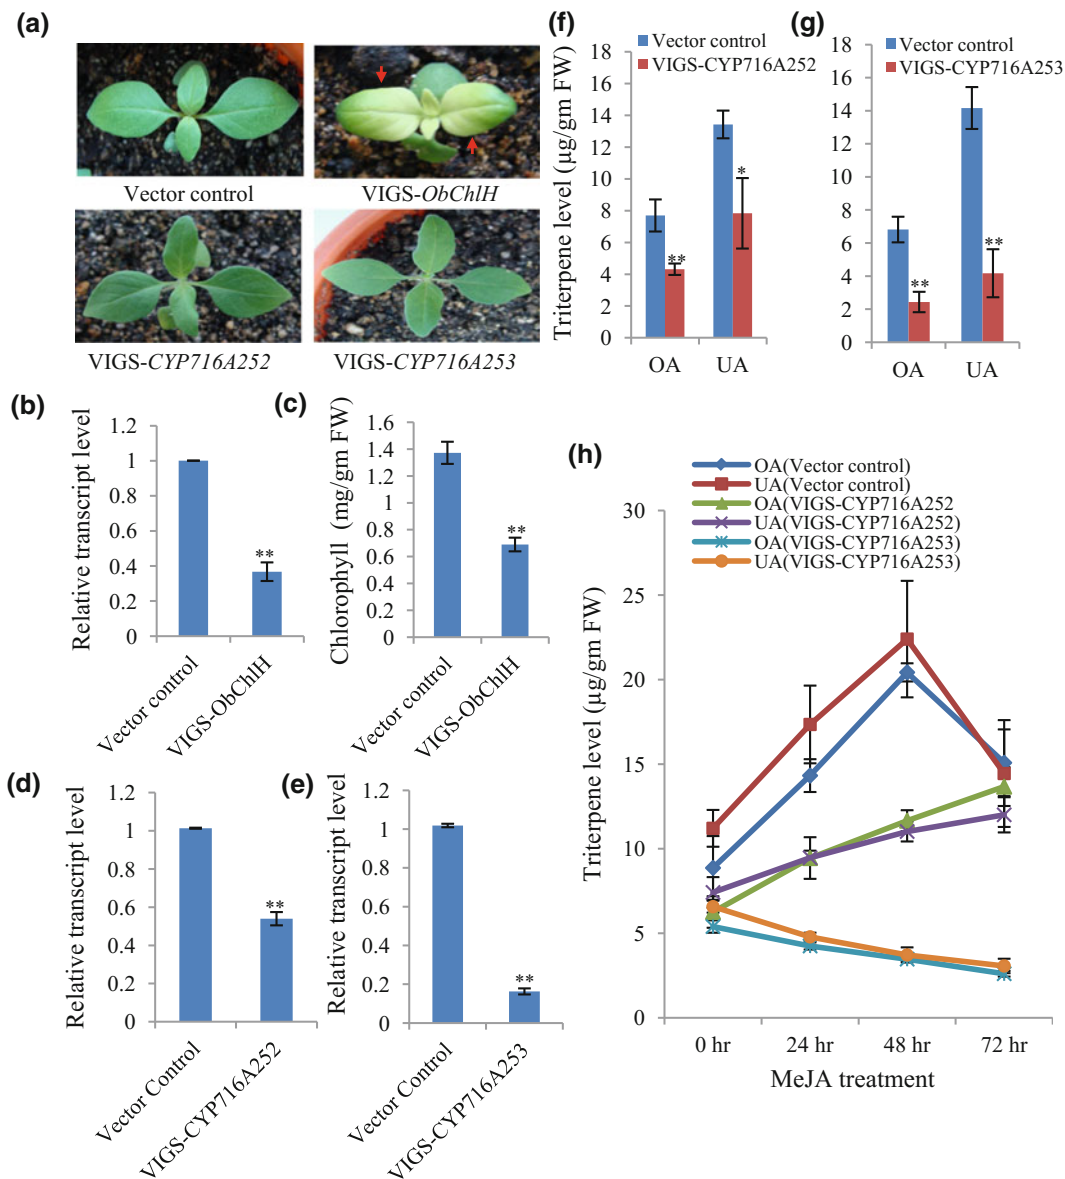 (a)
Vector control
VIGS-ObChlH
VIGS-CYP716A252
VIGS-CYP716A253
(b)
Relative transcript level
1.2
1
0.8
0.6
0.4
0.2
0
**
Vector control
VIGS-ObChlH
(c)
Chlorophyll (mg/gm FW)
1.6
1.4
1.2
1
0.8
0.6
0.4
0.2
0
**
Vector control
VIGS-ObChlH
(d)
Relative transcript level
1.2
1
0.8
0.6
0.4
0.2
0
**
Vector Control
VIGS-CYP716A252
(e)
Relative transcript level
1.2
1
0.8
0.6
0.4
0.2
0
**
Vector Control
VIGS-CYP716A253
(f)
Vector control
VIGS-CYP716A252
Triterpene level (µg/gm FW)
18
16
14
12
10
8
6
4
2
0
**
*
OA
UA
(g)
Vector control
VIGS-CYP716A253
18
16
14
12
10
8
6
4
2
0
**
**
OA
UA
(h)
OA(Vector control)
UA(Vector control)
OA(VIGS-CYP716A252
UA(VIGS-CYP716A252)
OA(VIGS-CYP716A253)
UA(VIGS-CYP716A253)
Triterpene level (µg/gm FW)
30
25
20
15
10
5
0
0 hr
24 hr
48 hr
72 hr
MeJA treatment